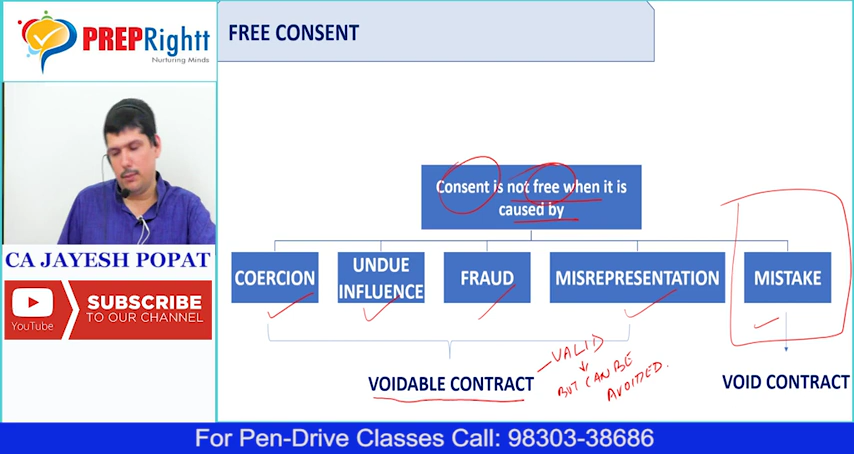 PREPRightt
Nurturing Minds
FREE CONSENT
Consent is not free when it is
caused by
COERCION
UNDUE
INFLUENCE
FRAUD
MISREPRESENTATION
MISTAKE
CA JAYESH POPAT
YouTube
SUBSCRIBE
TO OUR CHANNEL
VOIDABLE CONTRACT
VALID
BUT CAN BE
AVOIDED.
VOID CONTRACT
For Pen-Drive Classes Call: 98303-38686